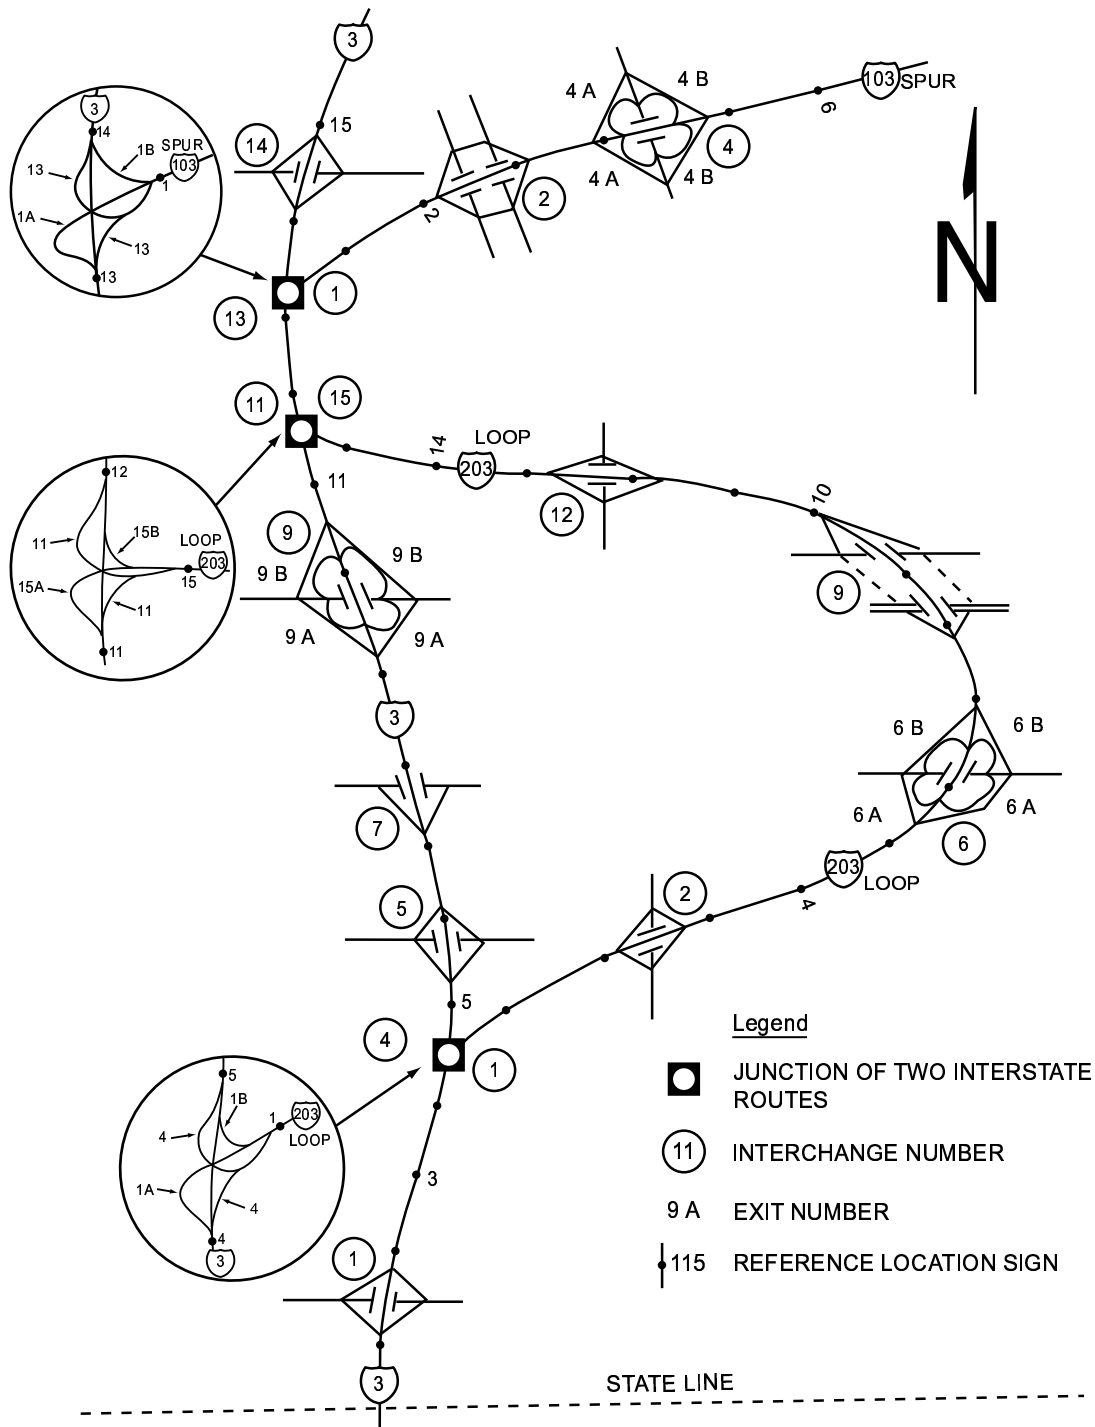 3
15
14
4 A
4 B
103
SPUR
6
4
4 A
4 B
2
2
3
14
1B
SPUR
103
1
13
1A
13
13
1
13
11
15
14
LOOP
203
12
10
12
11
15B
LOOP
203
15
15A
11
11
11
9
9 B
9 B
9 A
9 A
9
3
6 B
6 B
6 A
6 A
6
7
203
LOOP
4
2
5
5
4
1
5
1B
1
203
LOOP
4
1A
4
4
3
3
1
3
N
Legend
JUNCTION OF TWO INTERSTATE
ROUTES
11
INTERCHANGE NUMBER
9 A
EXIT NUMBER
115
REFERENCE LOCATION SIGN
STATE LINE